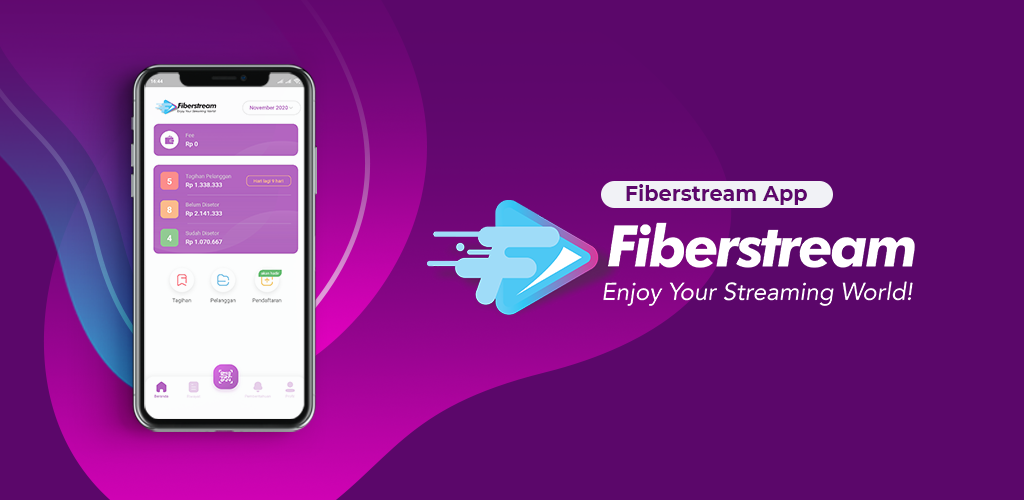 Fiberstream
Enjoy Your Streaming World!
November 2023
Fee
Rp 0
5
Tagihan Pelanggan
Rp 1.338.333
8
Belum Disetor
Rp 2.141.333
4
Sudah Disetor
Rp 1.070.667
Tagihan
Pelanggan
Pendaftaran
Beranda
Fiberstream App
Fiberstream
Enjoy Your Streaming World!